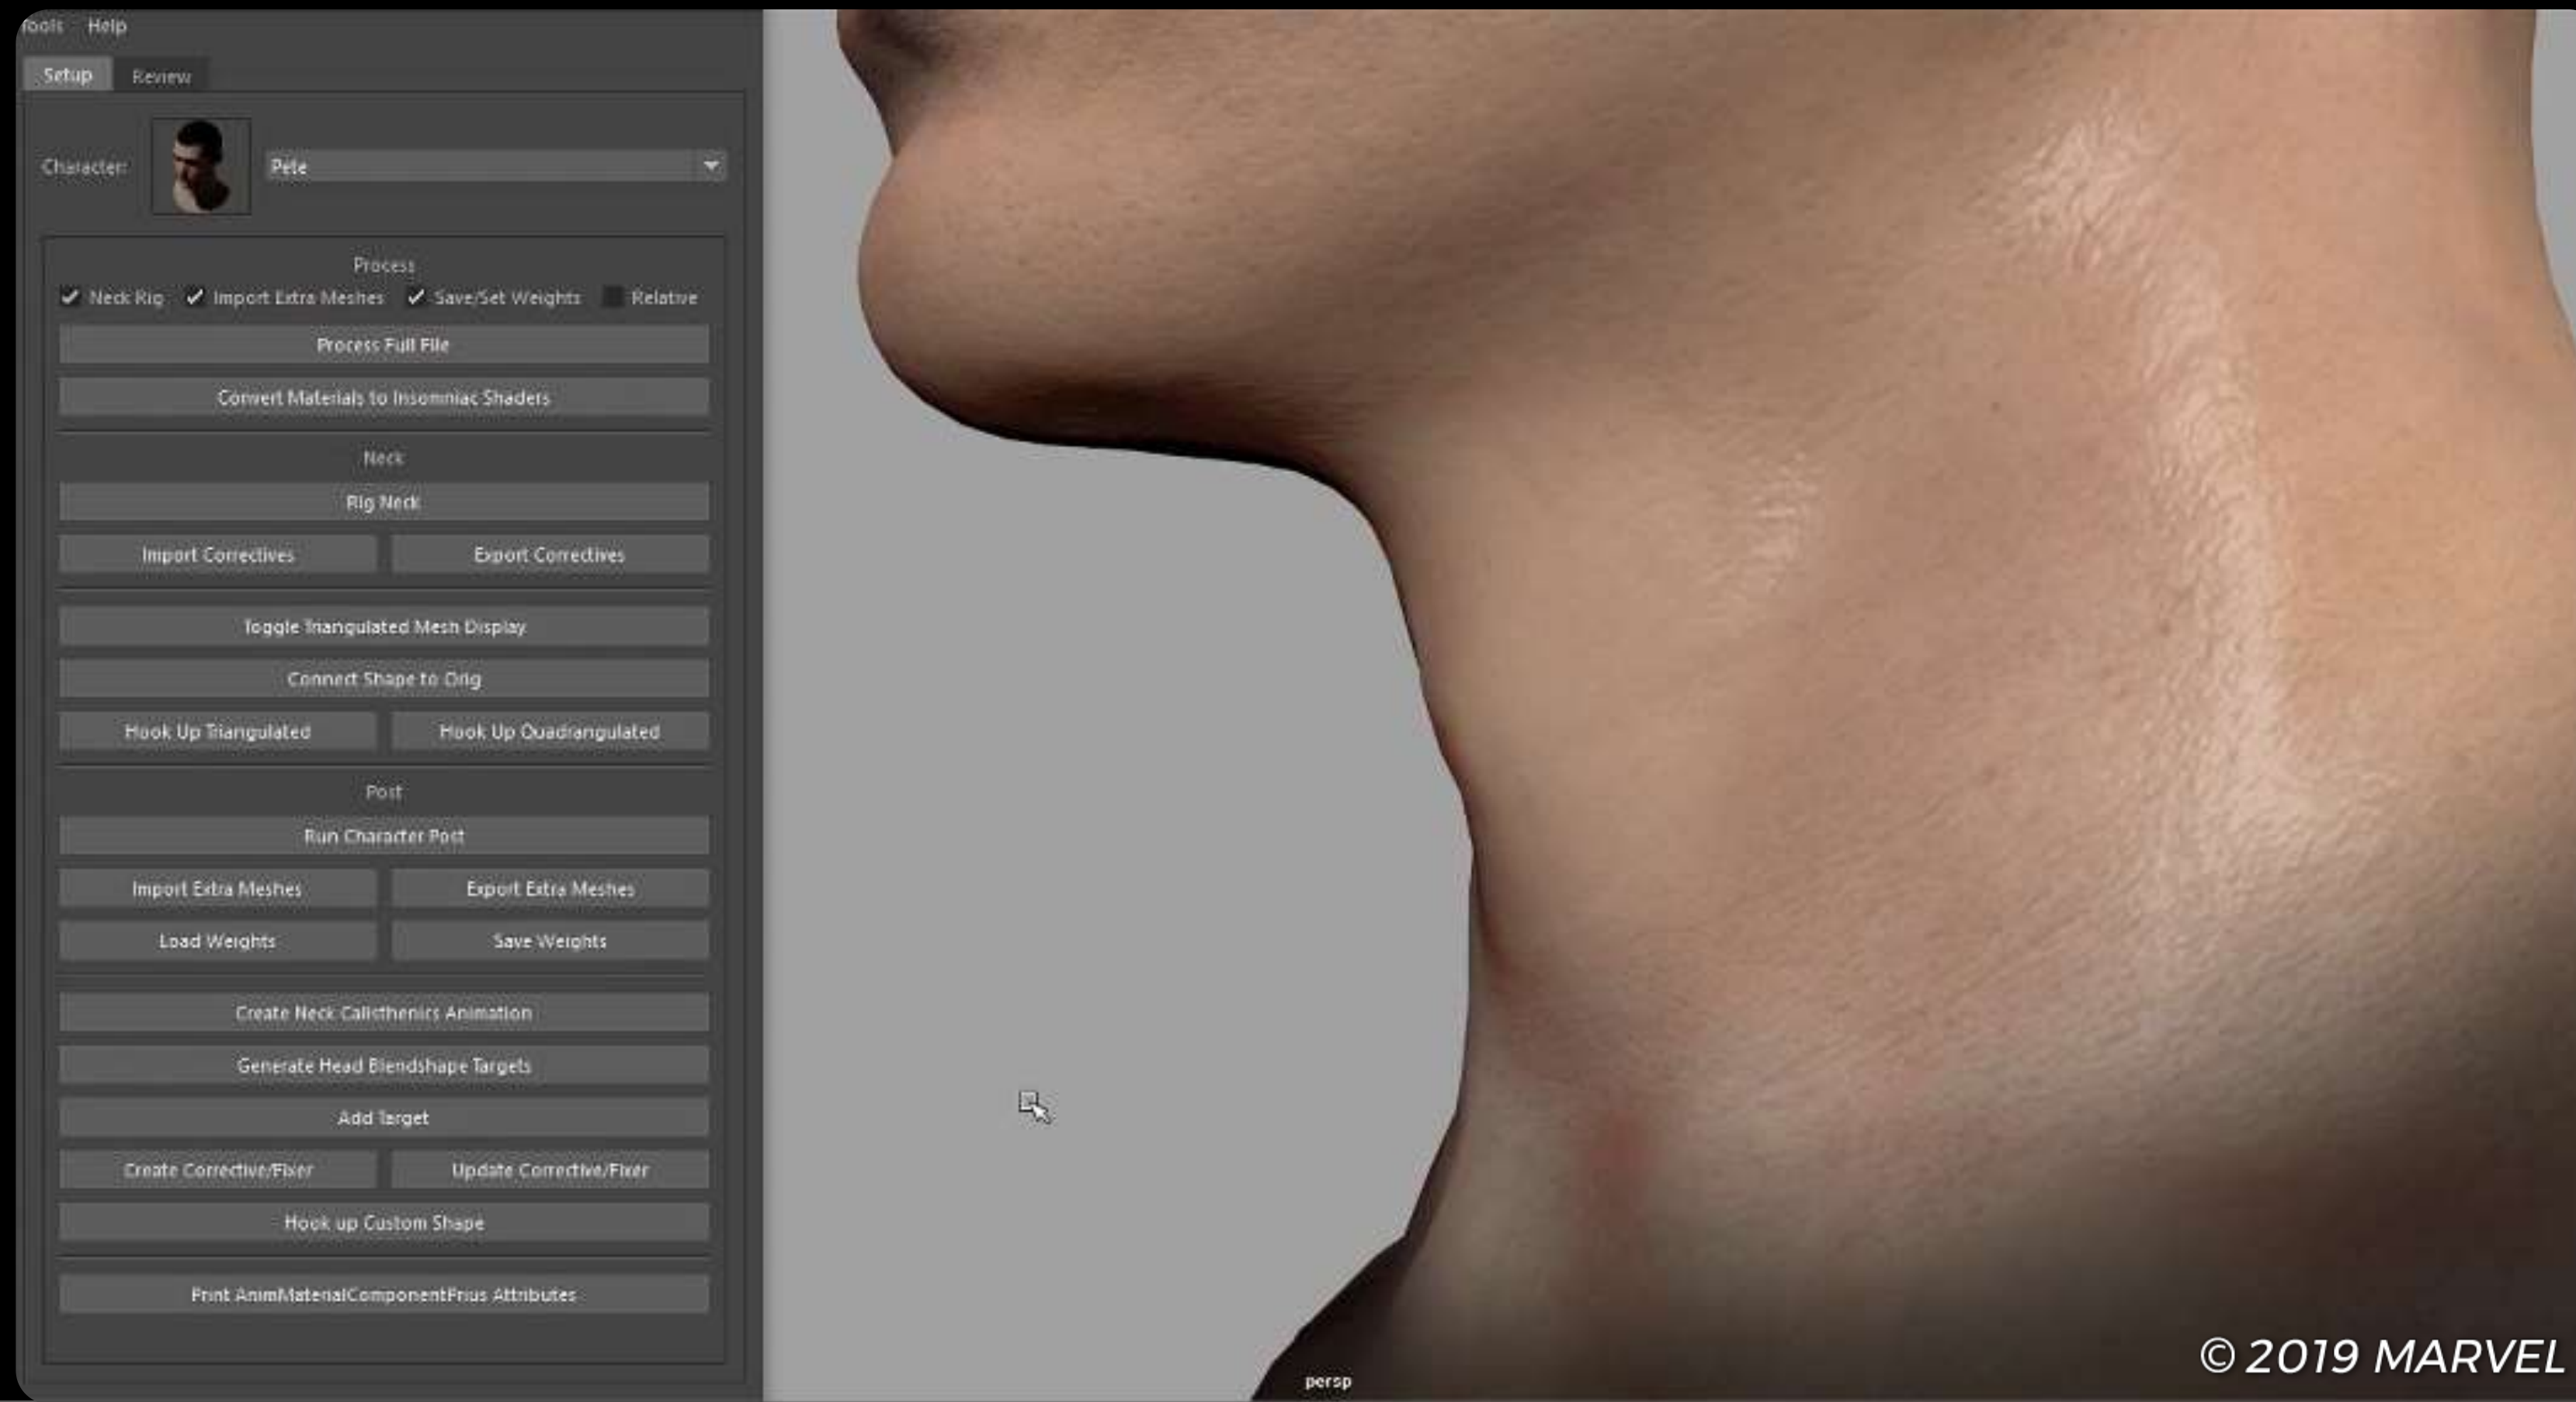 Tools Help
Setup Review
Character: Pete
Process
Neck Rig Import Extra Meshes Save/Set Weights Relative
Process Full File
Convert Materials to Insomniac Shaders
Neck
Rig Neck
Import Correctives Export Correctives
Toggle Triangulated Mesh Display
Connect Shape to Orig
Hook Up Triangulated Hook Up Quadrangulated
Post
Run Character Post
Import Extra Meshes Export Extra Meshes
Load Weights Save Weights
Create Neck Calisthenics Animation
Generate Head Blendshape Targets
Add Target
Create Corrective/Fixer Update Corrective/Fixer
Hook up Custom Shape
Print AnimMaterialComponentPrius Attributes
persp
© 2019 MARVEL